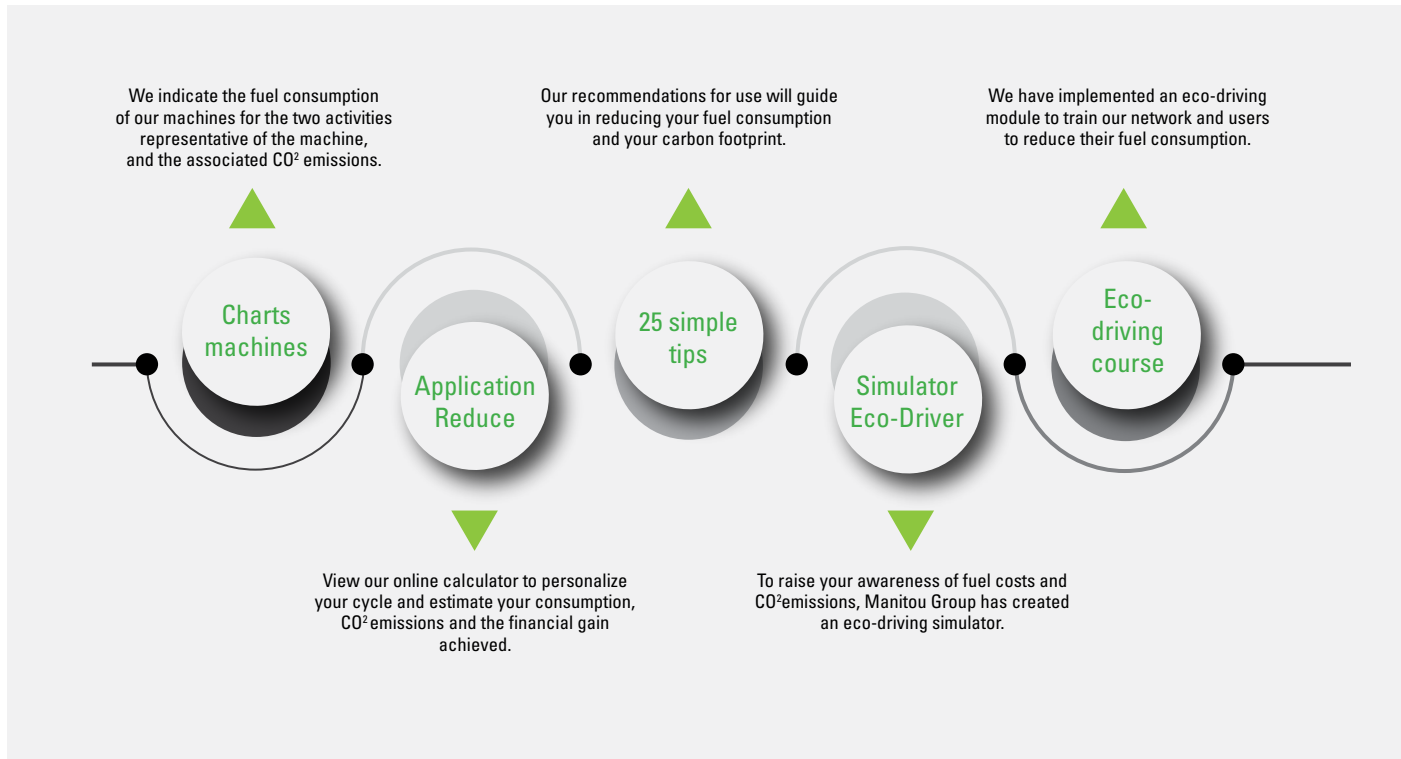 We indicate the fuel consumption
of our machines for the two activities
representative of the machine,
and the associated CO² emissions.
Charts
machines
Application
Reduce
View our online calculator to personalize
your cycle and estimate your consumption,
CO² emissions and the financial gain
achieved.
Our recommendations for use will guide
you in reducing your fuel consumption
and your carbon footprint.
25 simple
tips
Simulator
Eco-Driver
To raise your awareness of fuel costs and
CO²emissions, Manitou Group has created
an eco-driving simulator.
We have implemented an eco-driving
module to train our network and users
to reduce their fuel consumption.
Eco-
driving
course